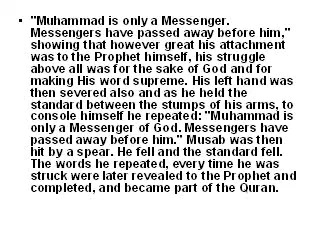 • "Muhammad is only a Messenger.
Messengers have passed away before him,"
showing that however great his attachment
was to the Prophet himself, his struggle
above all was for the sake of God and for
making His word supreme. His left hand was
then severed also and as he held the
standard between the stumps of his arms, to
console himself he repeated: "Muhammad is
only a Messenger of God. Messengers have
passed away before him." Musab was then
hit by a spear. He fell and the standard fell.
The words he repeated, every time he was
struck were later revealed to the Prophet and
completed, and became part of the Quran.